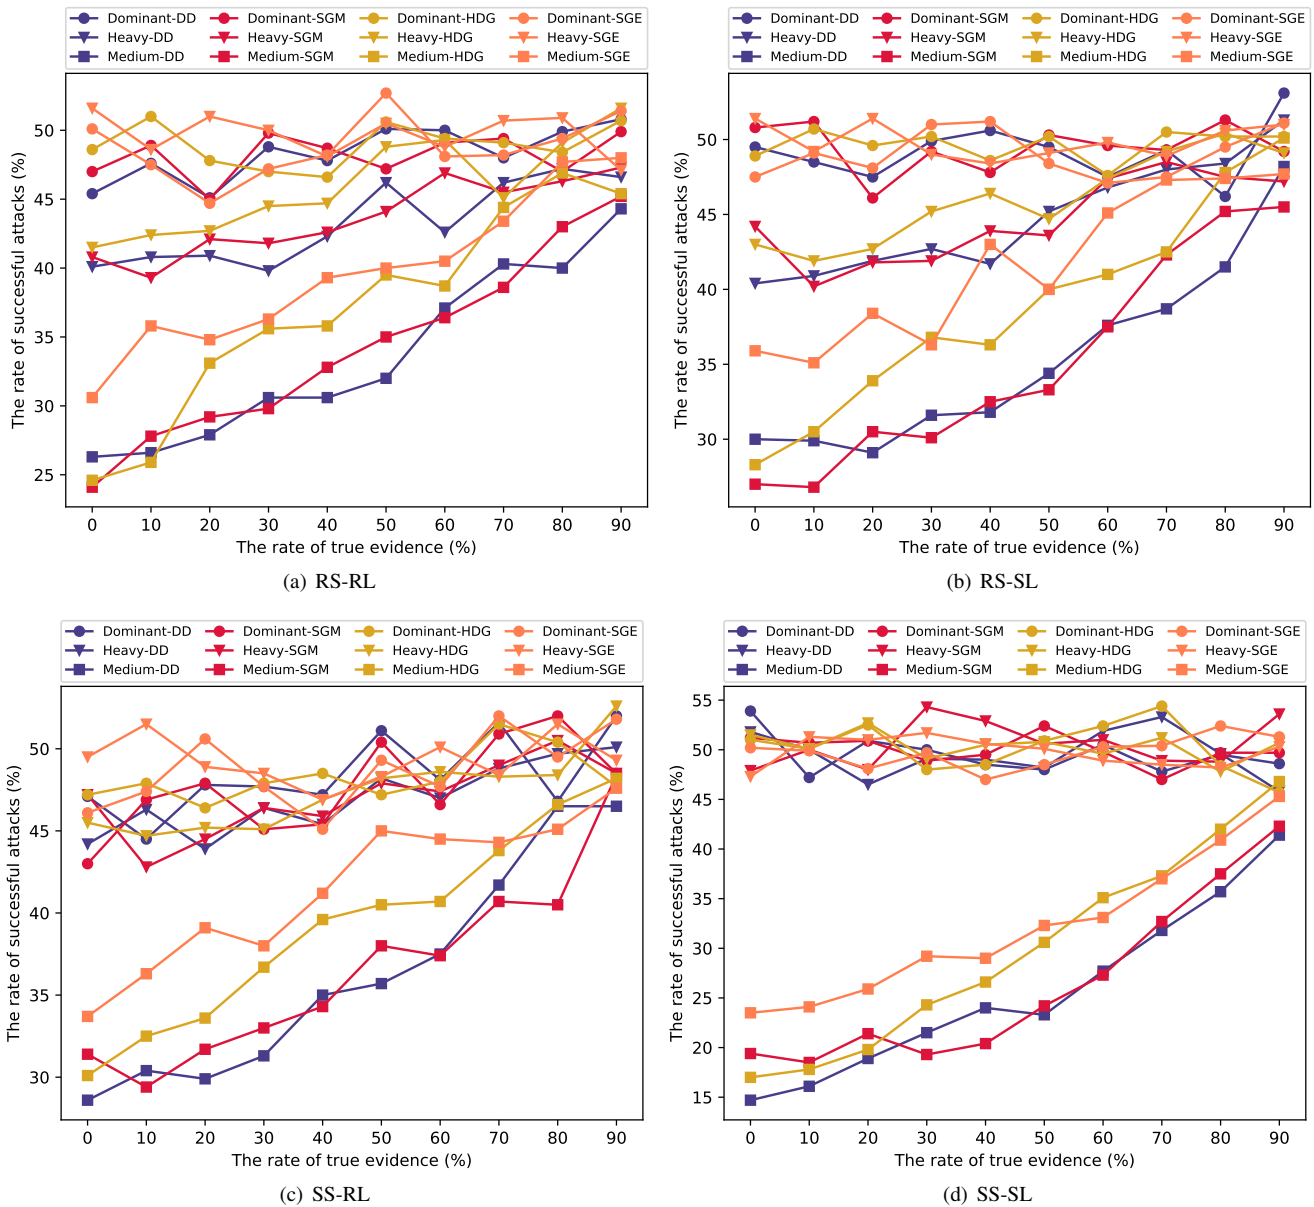 Dominant-DD Dominant-SGM Dominant-HDG Dominant-SGE
Heavy-DD Heavy-SGM Heavy-HDG Heavy-SGE
Medium-DD Medium-SGM Medium-HDG Medium-SGE
The rate of successful attacks (%)
50
45
40
35
30
25
0 10 20 30 40 50 60 70 80 90
The rate of true evidence (%)
(a) RS-RL
Dominant-DD Dominant-SGM Dominant-HDG Dominant-SGE
Heavy-DD Heavy-SGM Heavy-HDG Heavy-SGE
Medium-DD Medium-SGM Medium-HDG Medium-SGE
The rate of successful attacks (%)
50
45
40
35
30
0 10 20 30 40 50 60 70 80 90
The rate of true evidence (%)
(b) RS-SL
Dominant-DD Dominant-SGM Dominant-HDG Dominant-SGE
Heavy-DD Heavy-SGM Heavy-HDG Heavy-SGE
Medium-DD Medium-SGM Medium-HDG Medium-SGE
The rate of successful attacks (%)
50
45
40
35
30
0 10 20 30 40 50 60 70 80 90
The rate of true evidence (%)
(c) SS-RL
Dominant-DD Dominant-SGM Dominant-HDG Dominant-SGE
Heavy-DD Heavy-SGM Heavy-HDG Heavy-SGE
Medium-DD Medium-SGM Medium-HDG Medium-SGE
The rate of successful attacks (%)
55
50
45
40
35
30
25
20
15
0 10 20 30 40 50 60 70 80 90
The rate of true evidence (%)
(d) SS-SL